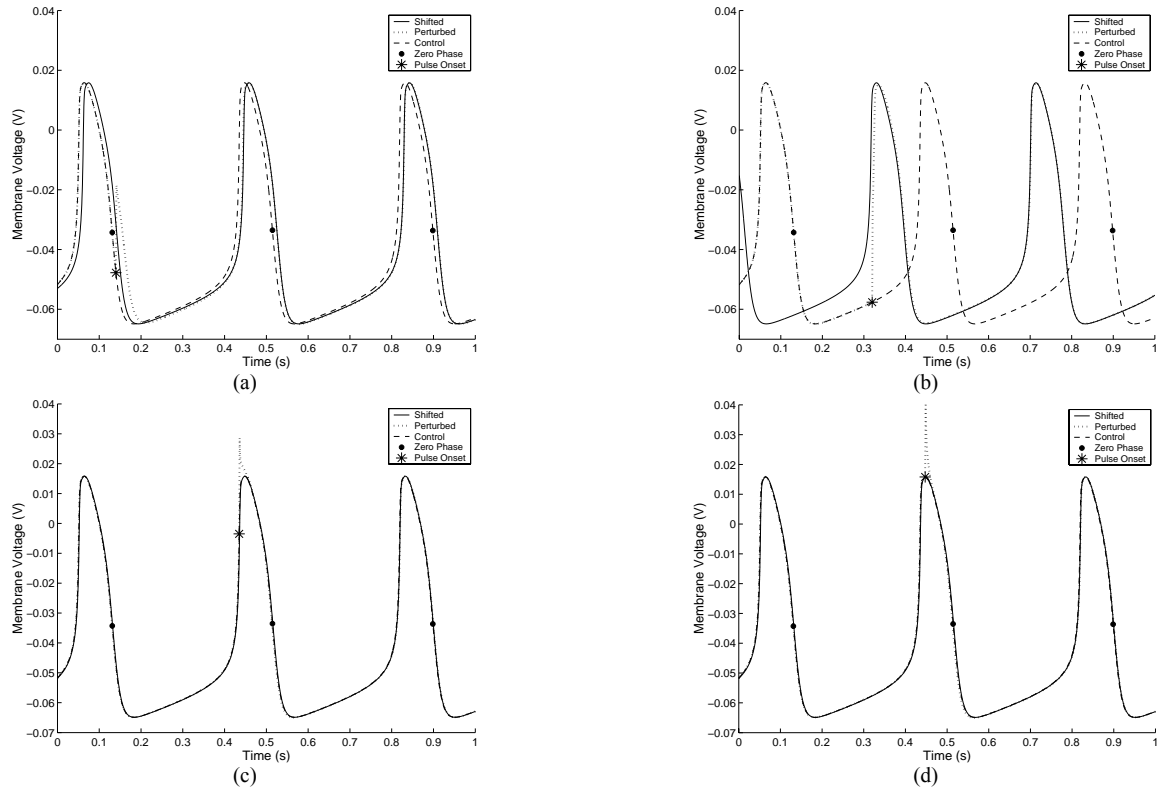 0.04
0.02
0
−0.02
−0.04
−0.06
Membrane Voltage (V)
0 0.1 0.2 0.3 0.4 0.5 0.6 0.7 0.8 0.9 1
Time (s)
Shifted
Perturbed
Control
Zero Phase
Pulse Onset
(a)
0.04
0.02
0
−0.02
−0.04
−0.06
Membrane Voltage (V)
0 0.1 0.2 0.3 0.4 0.5 0.6 0.7 0.8 0.9 1
Time (s)
Shifted
Perturbed
Control
Zero Phase
Pulse Onset
(b)
0.04
0.03
0.02
0.01
0
−0.01
−0.02
−0.03
−0.04
−0.05
−0.06
−0.07
Membrane Voltage (V)
0 0.1 0.2 0.3 0.4 0.5 0.6 0.7 0.8 0.9 1
Time (s)
Shifted
Perturbed
Control
Zero Phase
Pulse Onset
(c)
0.04
0.03
0.02
0.01
0
−0.01
−0.02
−0.03
−0.04
−0.05
−0.06
−0.07
Membrane Voltage (V)
0 0.1 0.2 0.3 0.4 0.5 0.6 0.7 0.8 0.9 1
Time (s)
Shifted
Perturbed
Control
Zero Phase
Pulse Onset
(d)